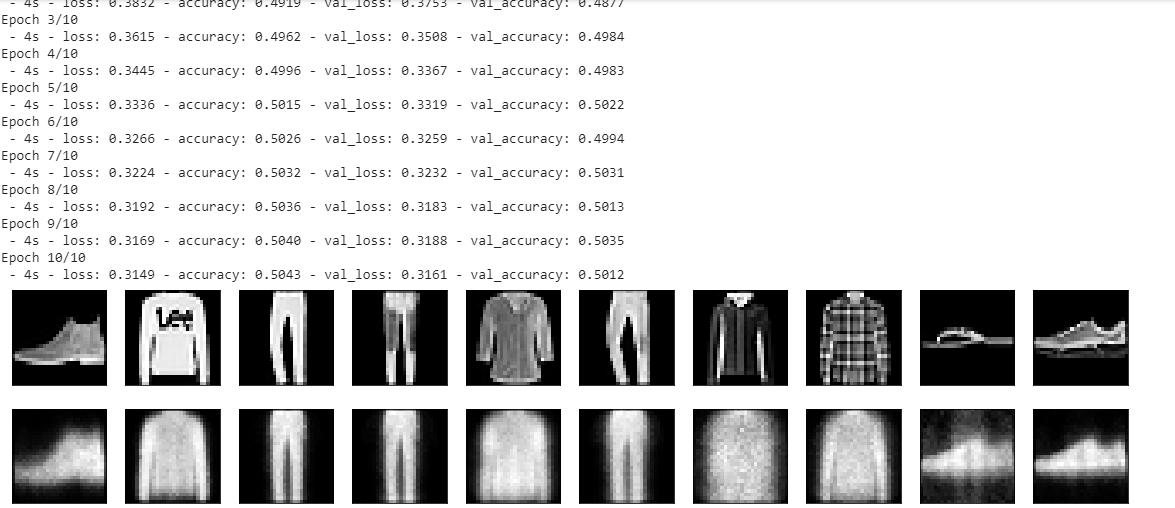 - 4s - loss: 0.3832 - accuracy: 0.4919 - val_loss: 0.3753 - val_accuracy: 0.4877
Epoch 3/10
- 4s - loss: 0.3615 - accuracy: 0.4962 - val_loss: 0.3508 - val_accuracy: 0.4984
Epoch 4/10
- 4s - loss: 0.3445 - accuracy: 0.4996 - val_loss: 0.3367 - val_accuracy: 0.4983
Epoch 5/10
- 4s - loss: 0.3336 - accuracy: 0.5015 - val_loss: 0.3319 - val_accuracy: 0.5022
Epoch 6/10
- 4s - loss: 0.3266 - accuracy: 0.5026 - val_loss: 0.3259 - val_accuracy: 0.4994
Epoch 7/10
- 4s - loss: 0.3224 - accuracy: 0.5032 - val_loss: 0.3232 - val_accuracy: 0.5031
Epoch 8/10
- 4s - loss: 0.3192 - accuracy: 0.5036 - val_loss: 0.3183 - val_accuracy: 0.5013
Epoch 9/10
- 4s - loss: 0.3169 - accuracy: 0.5040 - val_loss: 0.3188 - val_accuracy: 0.5035
Epoch 10/10
- 4s - loss: 0.3149 - accuracy: 0.5043 - val_loss: 0.3161 - val_accuracy: 0.5012
Lee